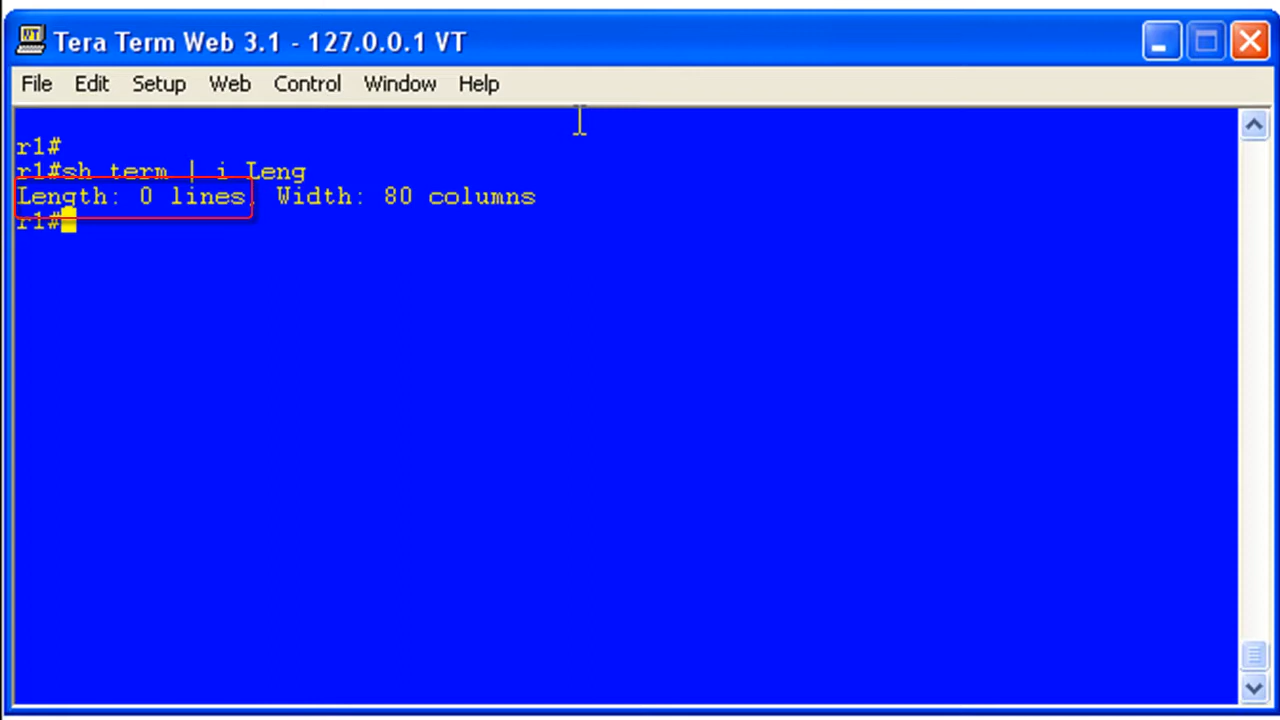 Tera Term Web 3.1 - 127.0.0.1 VT
File Edit Setup Web Control Window Help
r1#
r1#sh term | i Leng
Length: 0 lines, Width: 80 columns
r1#